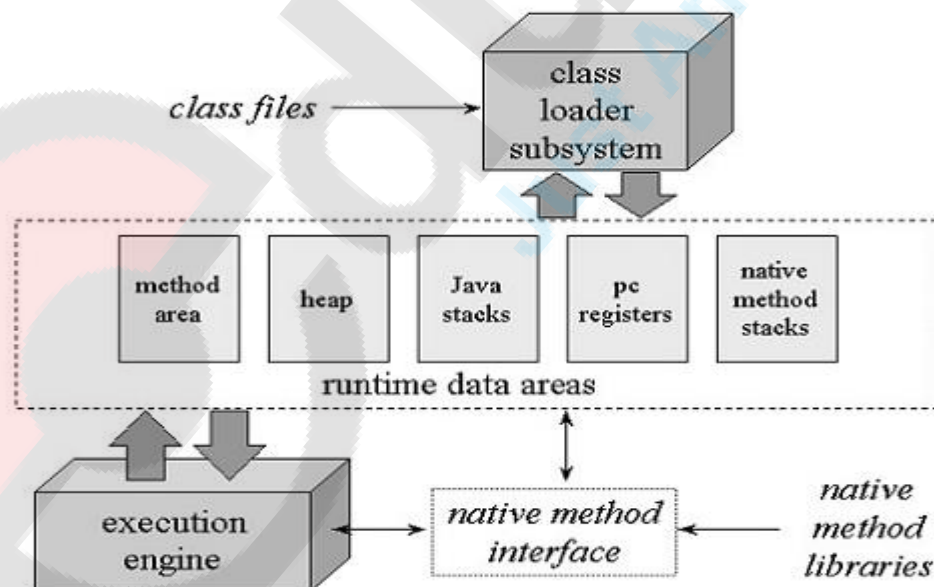 class
loader
subsystem
class files
method
area
heap
Java
stacks
pc
registers
native
method
stacks
runtime data areas
execution
engine
native method
interface
native
method
libraries